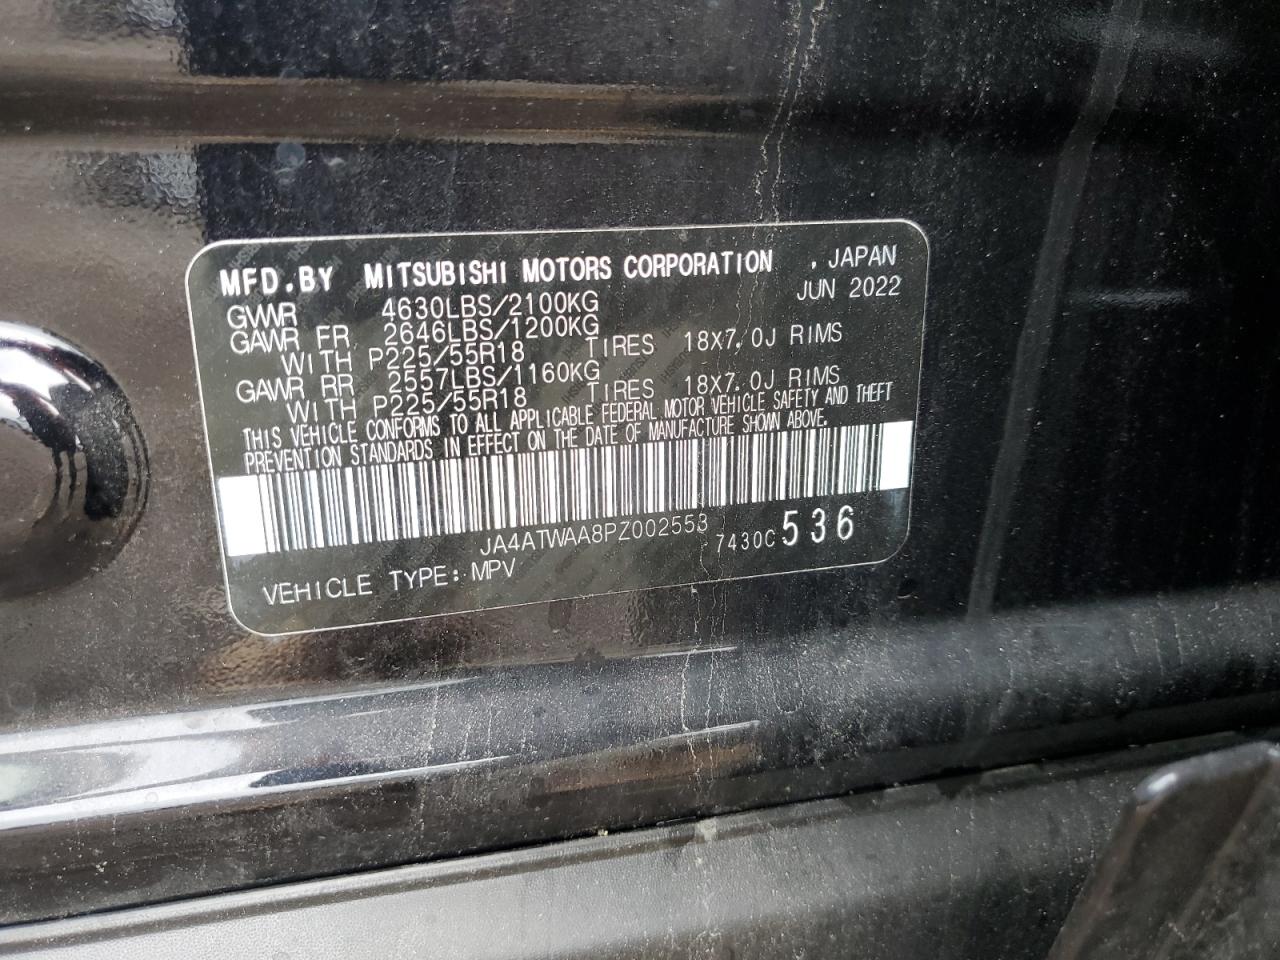 MFD.BY MITSUBISHI MOTORS CORPORATION , JAPAN
GVWR 4630LBS/2100KG JUN 2022
GAWR FR 2646LBS/1200KG
WITH P225/55R18 TIRES 18X7.0J RIMS
GAWR RR 2557LBS/1160KG
WITH P225/55R18 TIRES 18X7.0J RIMS
THIS VEHICLE CONFORMS TO ALL APPLICABLE FEDERAL MOTOR VEHICLE SAFETY AND THEFT
PREVENTION STANDARDS IN EFFECT ON THE DATE OF MANUFACTURE SHOWN ABOVE.
JA4ATWAA8PZ002553 7430C 536
VEHICLE TYPE: MPV